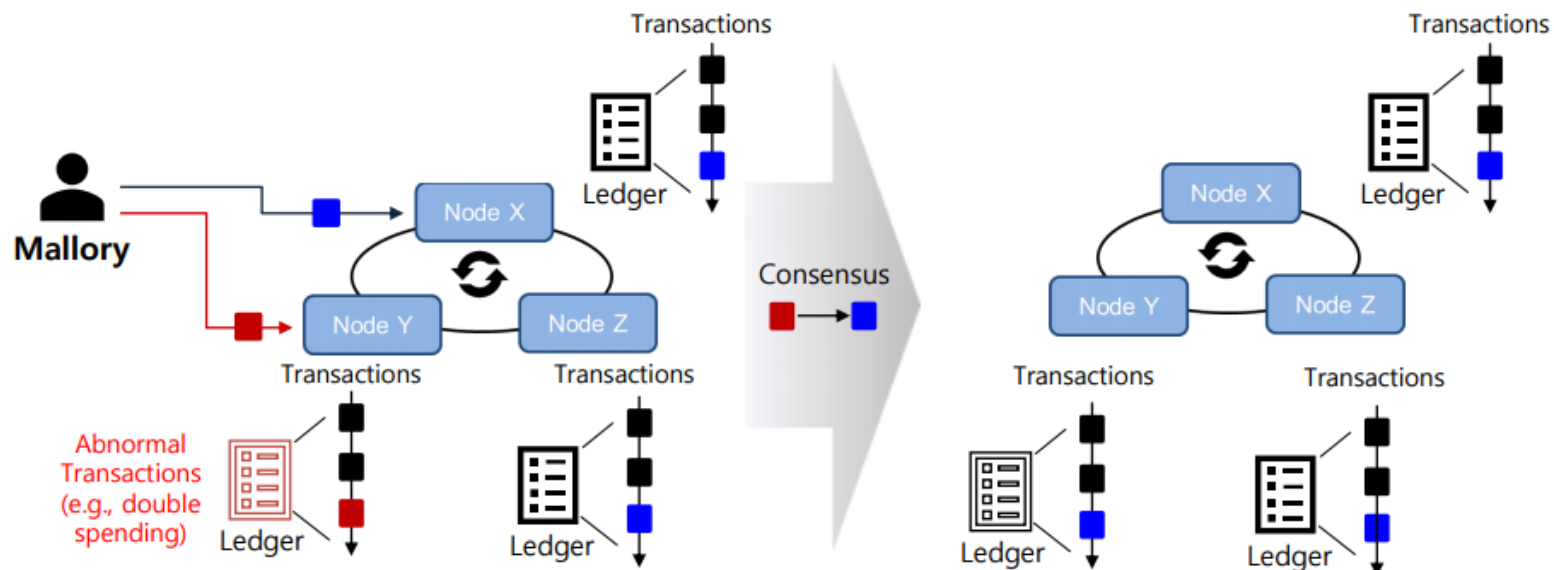 Transactions
Ledger
Mallory
Node X
Node Y
Node Z
Transactions
Transactions
Abnormal
Transactions
(e.g., double
spending)
Ledger
Ledger
Consensus
Transactions
Ledger
Node X
Node Y
Node Z
Transactions
Transactions
Ledger
Ledger